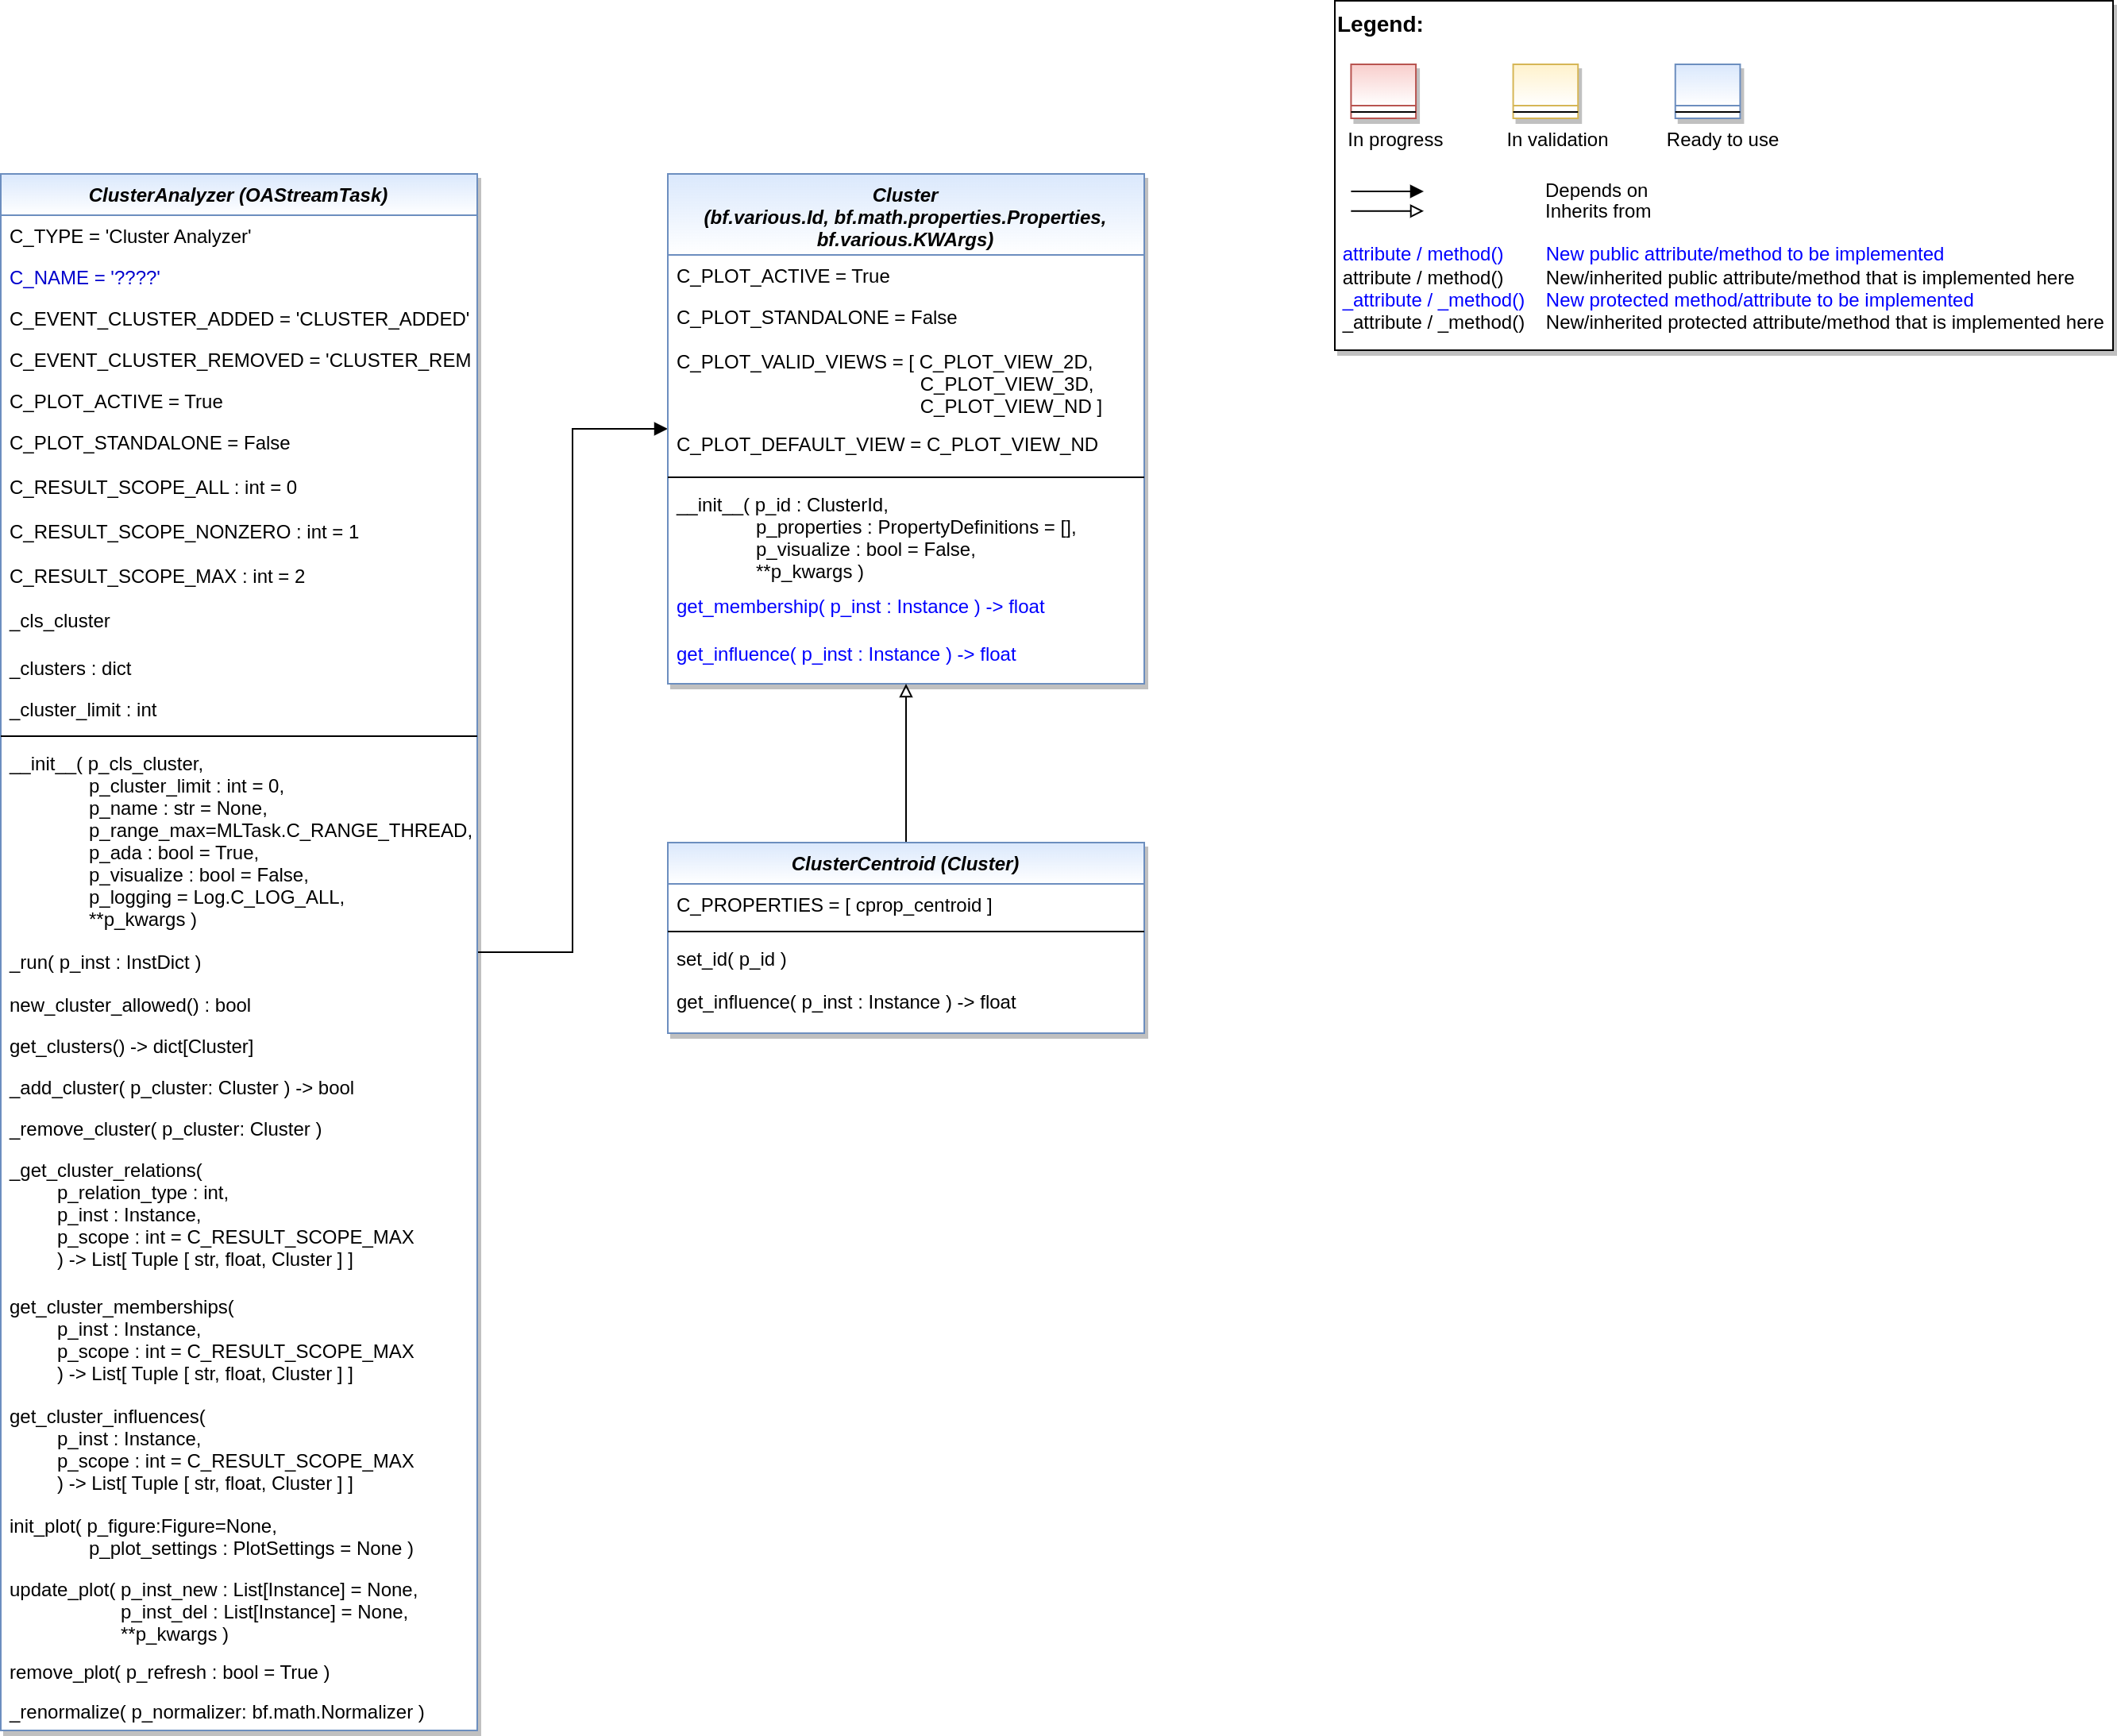 Legend:
In progress
In validation
Ready to use
Depends on
Inherits from
attribute / method() New public attribute/method to be implemented
attribute / method() New/inherited public attribute/method that is implemented here
_attribute / _method() New protected method/attribute to be implemented
_attribute / _method() New/inherited protected attribute/method that is implemented here
ClusterAnalyzer (OAStreamTask)
C_TYPE = 'Cluster Analyzer'
C_NAME = '????'
C_EVENT_CLUSTER_ADDED = 'CLUSTER_ADDED'
C_EVENT_CLUSTER_REMOVED = 'CLUSTER_REM
C_PLOT_ACTIVE = True
C_PLOT_STANDALONE = False
C_RESULT_SCOPE_ALL : int = 0
C_RESULT_SCOPE_NONZERO : int = 1
C_RESULT_SCOPE_MAX : int = 2
_cls_cluster
_clusters : dict
_cluster_limit : int
__init__( p_cls_cluster,
p_cluster_limit : int = 0,
p_name : str = None,
p_range_max=MLTask.C_RANGE_THREAD,
p_ada : bool = True,
p_visualize : bool = False,
p_logging = Log.C_LOG_ALL,
**p_kwargs )
_run( p_inst : InstDict )
new_cluster_allowed() : bool
get_clusters() -> dict[Cluster]
_add_cluster( p_cluster: Cluster ) -> bool
_remove_cluster( p_cluster: Cluster )
_get_cluster_relations(
p_relation_type : int,
p_inst : Instance,
p_scope : int = C_RESULT_SCOPE_MAX
) -> List[ Tuple [ str, float, Cluster ] ]
get_cluster_memberships(
p_inst : Instance,
p_scope : int = C_RESULT_SCOPE_MAX
) -> List[ Tuple [ str, float, Cluster ] ]
get_cluster_influences(
p_inst : Instance,
p_scope : int = C_RESULT_SCOPE_MAX
) -> List[ Tuple [ str, float, Cluster ] ]
init_plot( p_figure:Figure=None,
p_plot_settings : PlotSettings = None )
update_plot( p_inst_new : List[Instance] = None,
p_inst_del : List[Instance] = None,
**p_kwargs )
remove_plot( p_refresh : bool = True )
_renormalize( p_normalizer: bf.math.Normalizer )
Cluster
(bf.various.Id, bf.math.properties.Properties,
bf.various.KWArgs)
C_PLOT_ACTIVE = True
C_PLOT_STANDALONE = False
C_PLOT_VALID_VIEWS = [ C_PLOT_VIEW_2D,
C_PLOT_VIEW_3D,
C_PLOT_VIEW_ND ]
C_PLOT_DEFAULT_VIEW = C_PLOT_VIEW_ND
__init__( p_id : ClusterId,
p_properties : PropertyDefinitions = [],
p_visualize : bool = False,
**p_kwargs )
get_membership( p_inst : Instance ) -> float
get_influence( p_inst : Instance ) -> float
ClusterCentroid (Cluster)
C_PROPERTIES = [ cprop_centroid ]
set_id( p_id )
get_influence( p_inst : Instance ) -> float